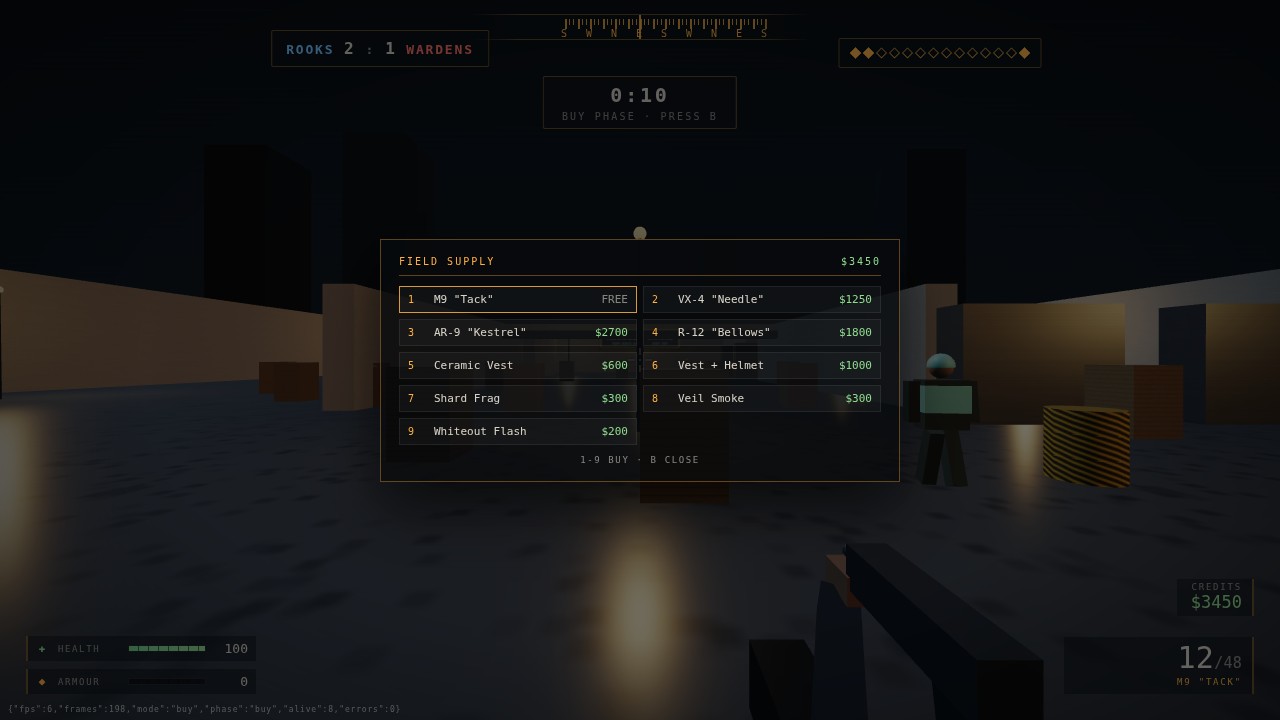 S W N E S W N E S
ROOKS 2 : 1 WARDENS
0:10
BUY PHASE · PRESS B
FIELD SUPPLY $3450
1 M9 "Tack" FREE
2 VX-4 "Needle" $1250
3 AR-9 "Kestrel" $2700
4 R-12 "Bellows" $1800
5 Ceramic Vest $600
6 Vest + Helmet $1000
7 Shard Frag $300
8 Veil Smoke $300
9 Whiteout Flash $200
1-9 BUY · B CLOSE
CREDITS
$3450
HEALTH 100
ARMOUR 0
12/48
M9 "TACK"
{"fps":6,"frames":198,"mode":"buy","phase":"buy","alive":8,"errors":0}